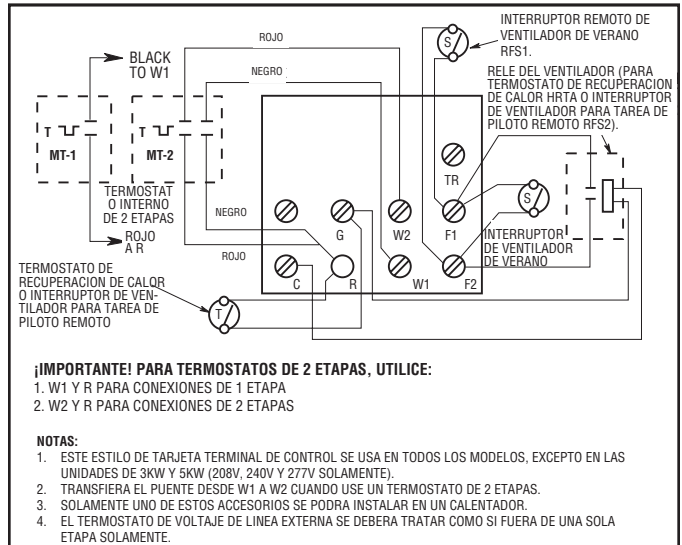 INTERRUPTOR REMOTO DE
VENTILADOR DE VERANO
RFS1.
ROJO
S
BLACK
TO W1
NEGRO
RELE DEL VENTILADOR (PARA
TERMOSTATO DE RECUPERACION
DE CALOR HRTA O INTERRUPTOR
DE VENTILADOR PARA TAREA DE
PILOTO REMOTO RFS2).
T
MT-1
T
MT-2
TR
TERMOSTAT
O INTERNO
DE 2 ETAPAS
NEGRO
S
G
W2
F1
ROJO
A R
ROJO
INTERRUPTOR
DE VENTILADOR
DE VERANO
C
R
W1
F2
TERMOSTATO DE
RECUPERACION DE CALOR
O INTERRUPTOR DE VEN-
TILADOR PARA TAREA DE
PILOTO REMOTO
T
¡IMPORTANTE! PARA TERMOSTATOS DE 2 ETAPAS, UTILICE:
1. W1 Y R PARA CONEXIONES DE 1 ETAPA
2. W2 Y R PARA CONEXIONES DE 2 ETAPAS
NOTAS:
1. ESTE ESTILO DE TARJETA TERMINAL DE CONTROL SE USA EN TODOS LOS MODELOS, EXCEPTO EN LAS
UNIDADES DE 3KW Y 5KW (208V, 240V Y 277V SOLAMENTE).
2. TRANSFIERA EL PUENTE DESDE W1 A W2 CUANDO USE UN TERMOSTATO DE 2 ETAPAS.
3. SOLAMENTE UNO DE ESTOS ACCESORIOS SE PODRA INSTALAR EN UN CALENTADOR.
4. EL TERMOSTATO DE VOLTAJE DE LINEA EXTERNA SE DEBERA TRATAR COMO SI FUERA DE UNA SOLA
ETAPA SOLAMENTE.